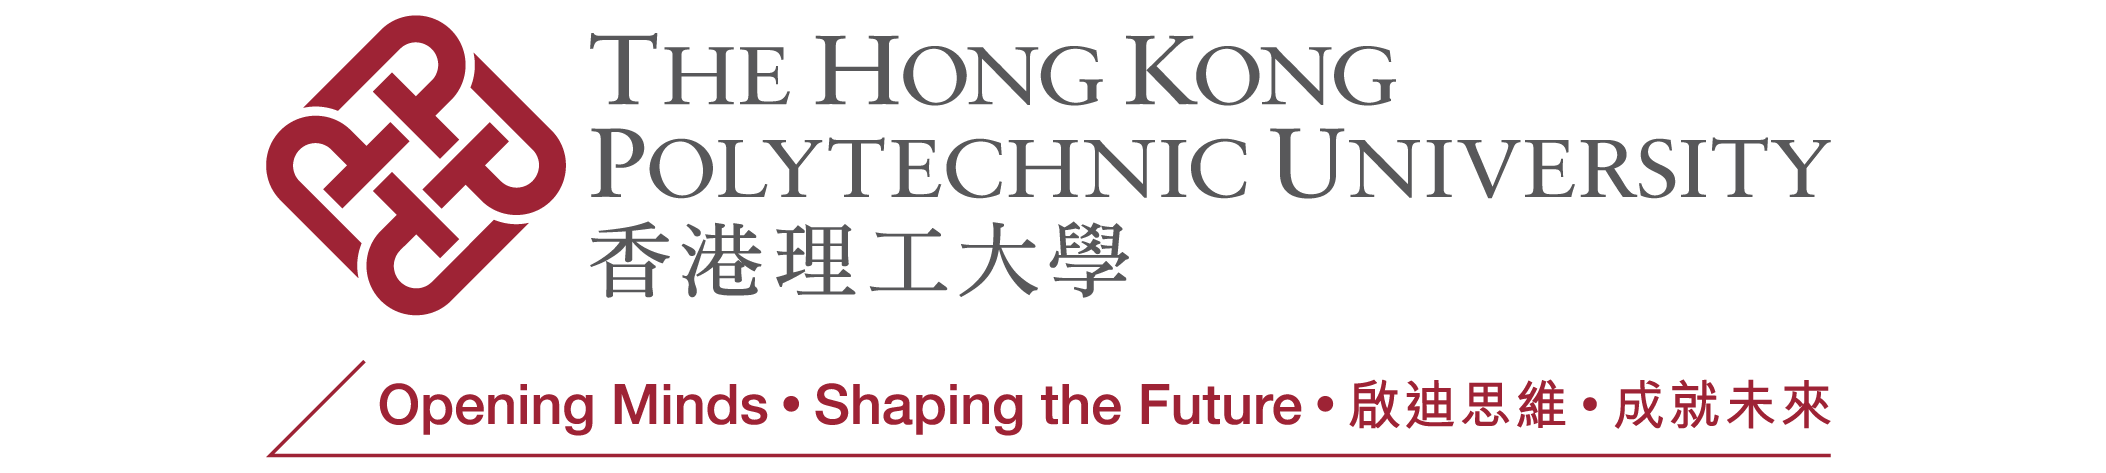 THE HONG KONG
POLYTECHNIC UNIVERSITY
香港理工大學
Opening Minds • Shaping the Future • 啟迪思維 • 成就未來